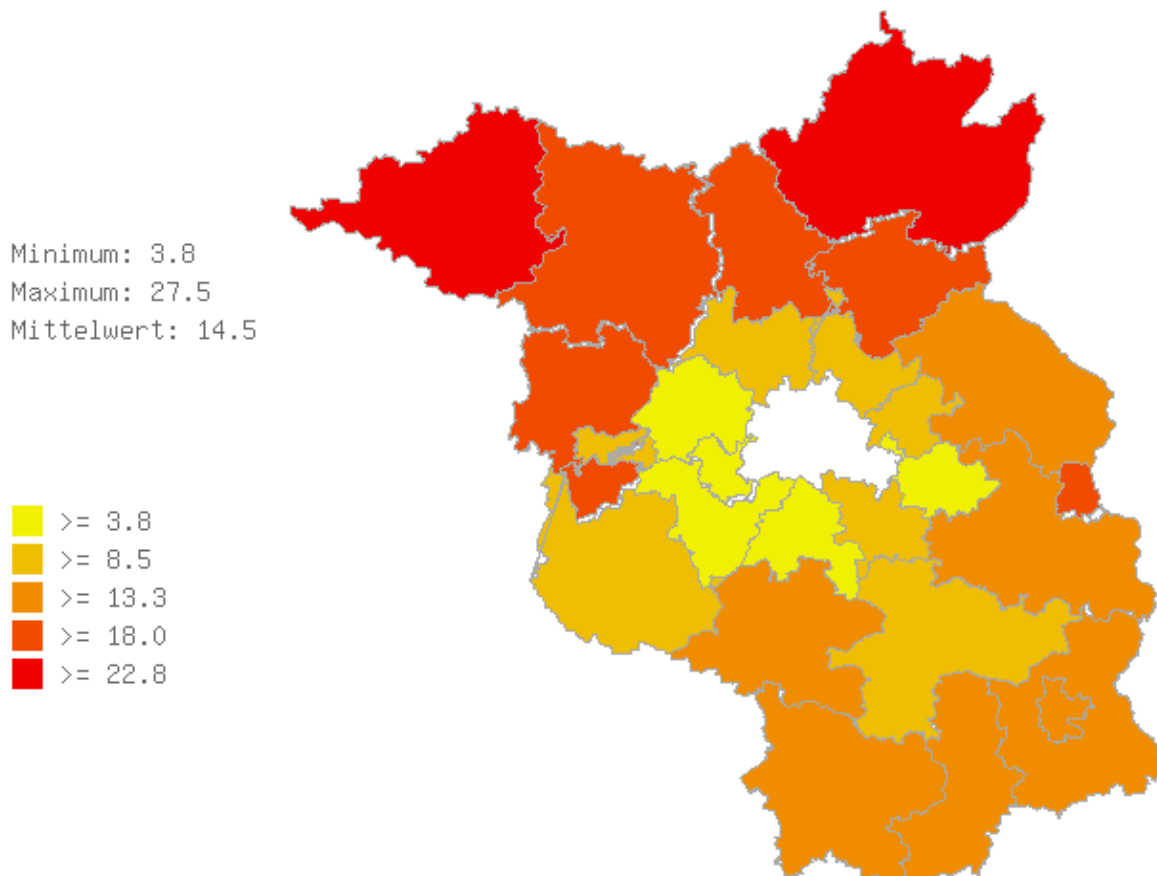 Minimum: 3.8
Maximum: 27.5
Mittelwert: 14.5
>= 3.8
>= 8.5
>= 13.3
>= 18.0
>= 22.8